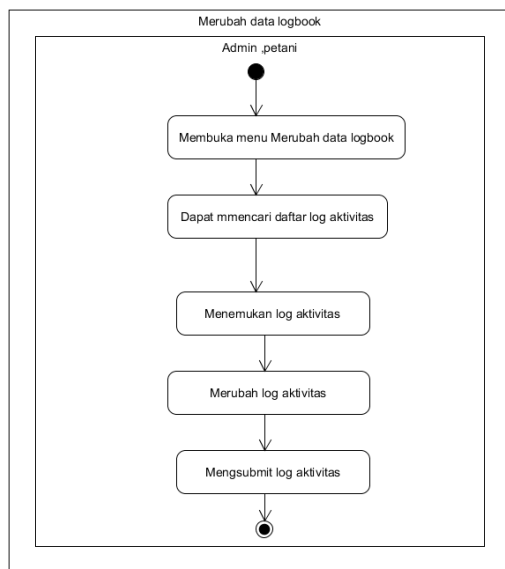 Merubah data logbook
Admin ,petani
Membuka menu Merubah data logbook
Dapat mmencari daftar log aktivitas
Menemukan log aktivitas
Merubah log aktivitas
Mengsubmit log aktivitas